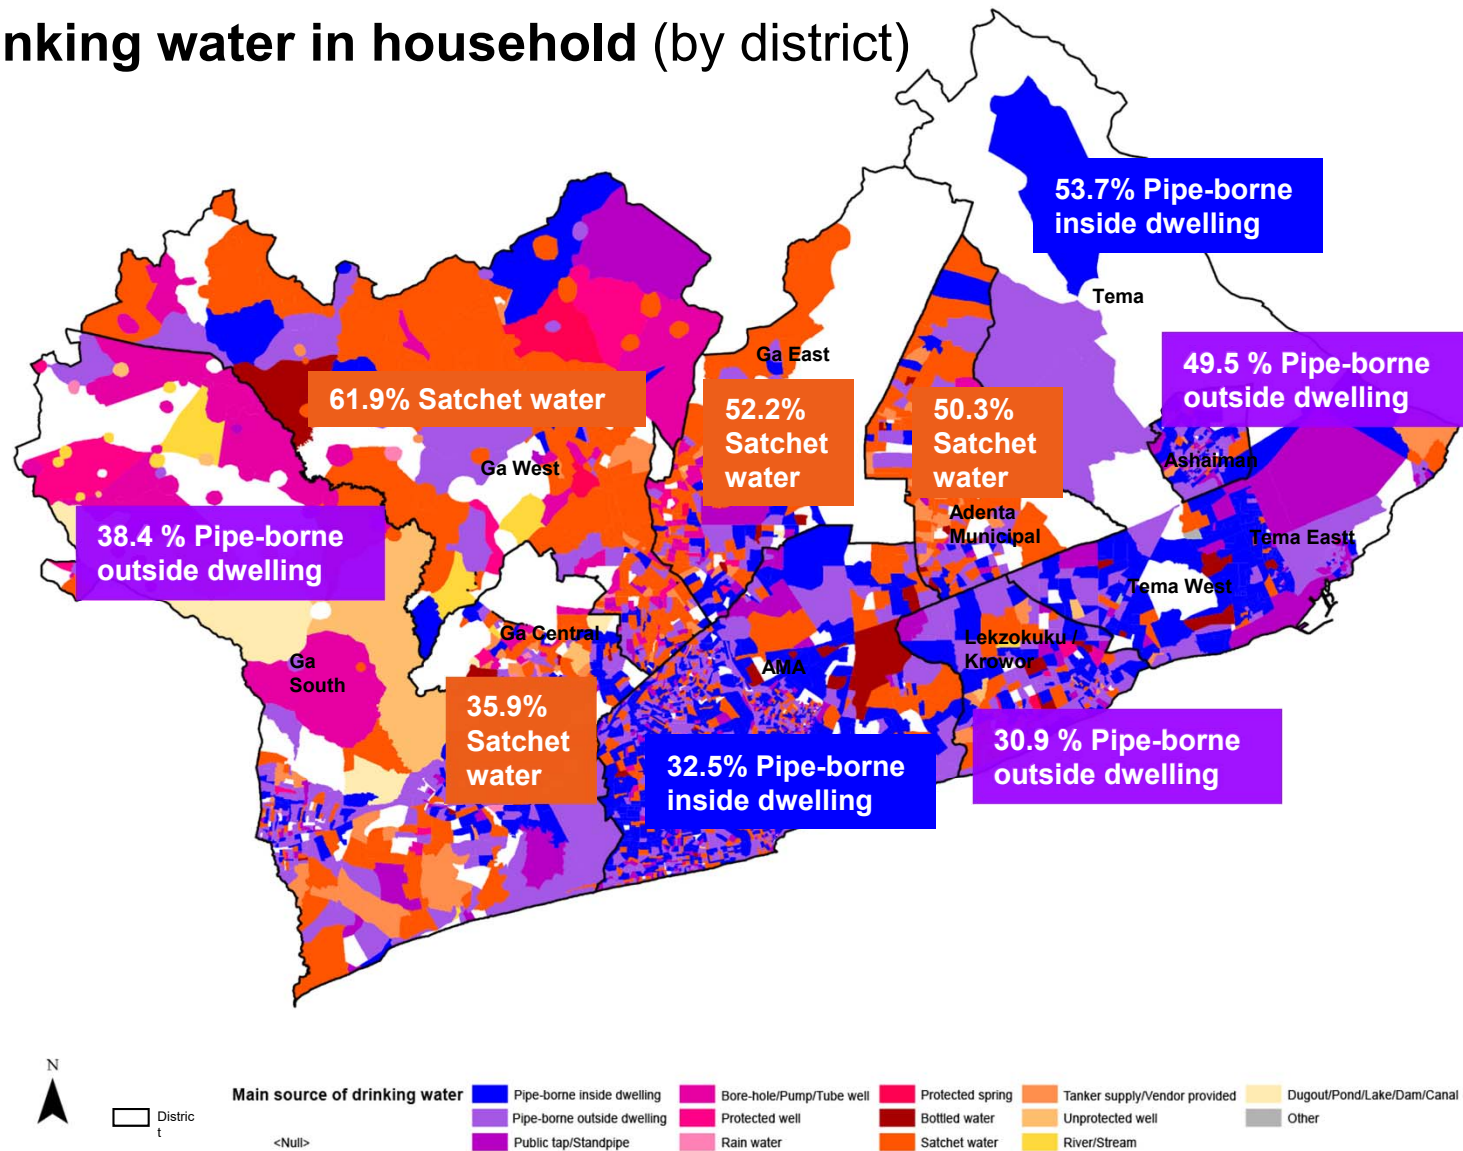 nking water in household (by district)
53.7% Pipe-borne
inside dwelling
Tema
49.5 % Pipe-borne
outside dwelling
Ga East
61.9% Satchet water
52.2%
Satchet
water
50.3%
Satchet
water
Ga West
Ashaiman
Adenta
Municipal
38.4 % Pipe-borne
outside dwelling
Tema Eastt
Tema West
Ga Central
Lekzokuku /
Krowor
Ga
South
AMA
35.9%
Satchet
water
32.5% Pipe-borne
inside dwelling
30.9 % Pipe-borne
outside dwelling
N
Distric
t
Main source of drinking water
<Null>
Pipe-borne inside dwelling
Pipe-borne outside dwelling
Public tap/Standpipe
Bore-hole/Pump/Tube well
Protected well
Rain water
Protected spring
Bottled water
Satchet water
Tanker supply/Vendor provided
Unprotected well
River/Stream
Dugout/Pond/Lake/Dam/Canal
Other